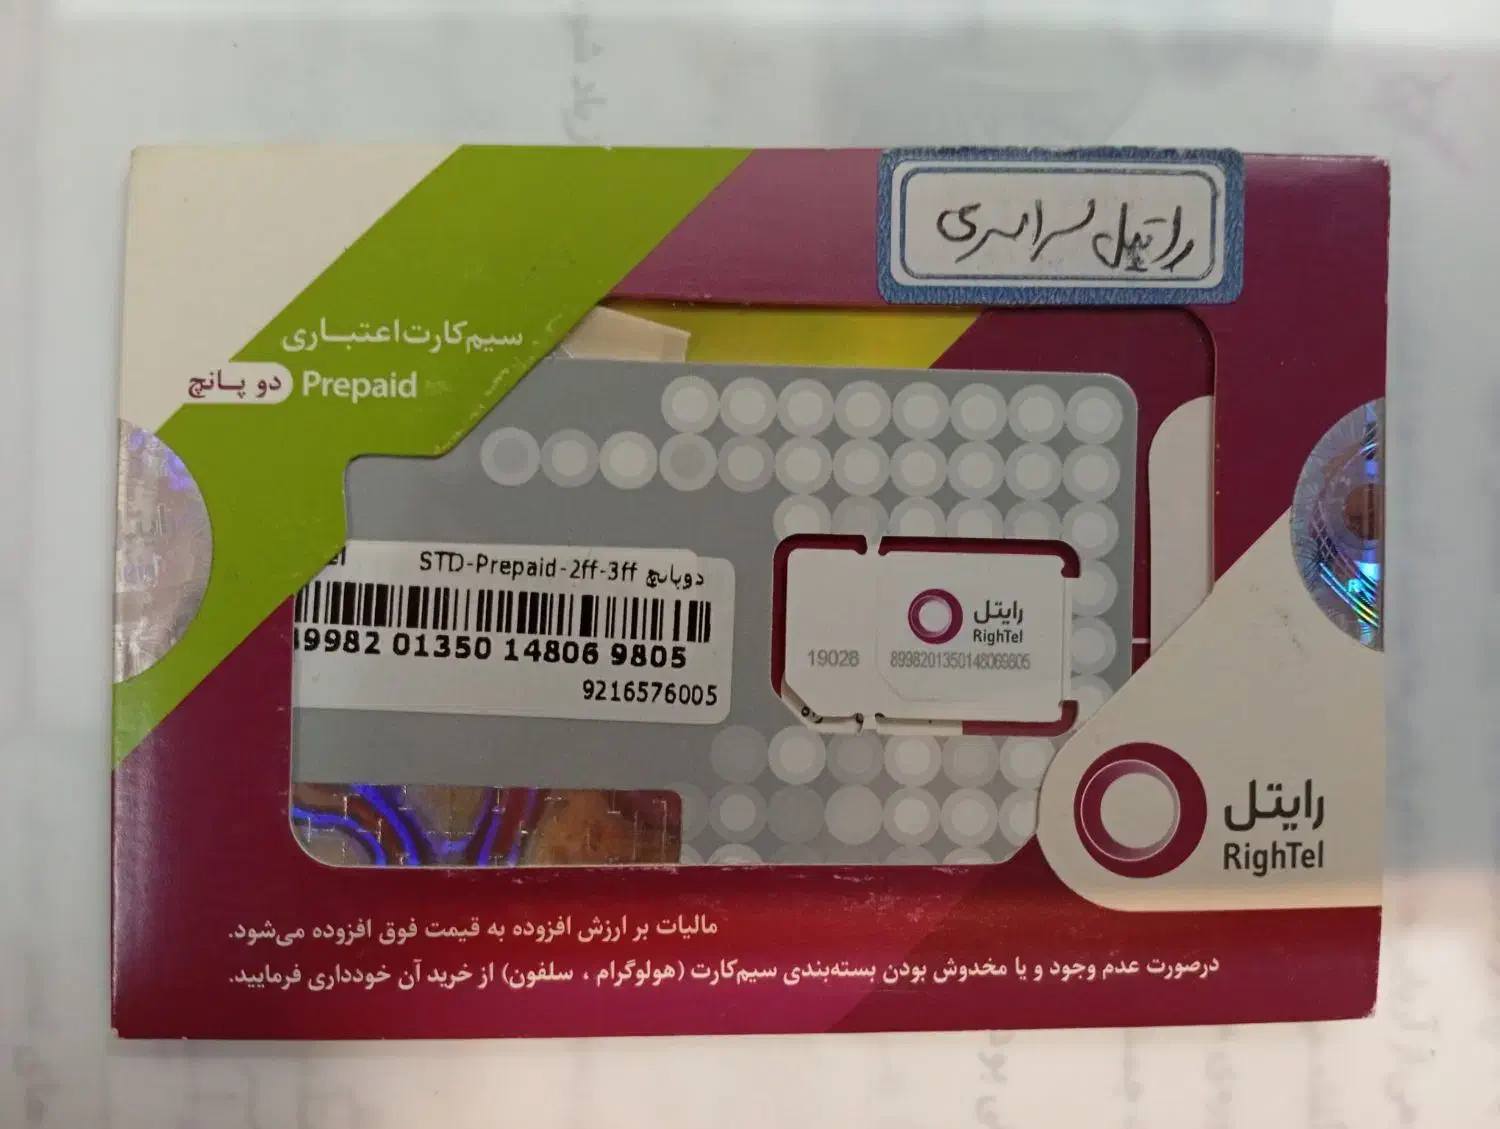 راتیل سراسری
سیم‌کارت اعتباری
Prepaid دو پانچ
STD-Prepaid-2ff-3ff دوپانچ
9982 01350 14806 9805
9216576005
رایتل
RighTel
19028
8998201350148069805
رایتل
RighTel
مالیات بر ارزش افزوده به قیمت فوق افزوده می‌شود.
درصورت عدم وجود و یا مخدوش بودن بسته‌بندی سیم‌کارت (هولوگرام ، سلفون) از خرید آن خودداری فرمایید.